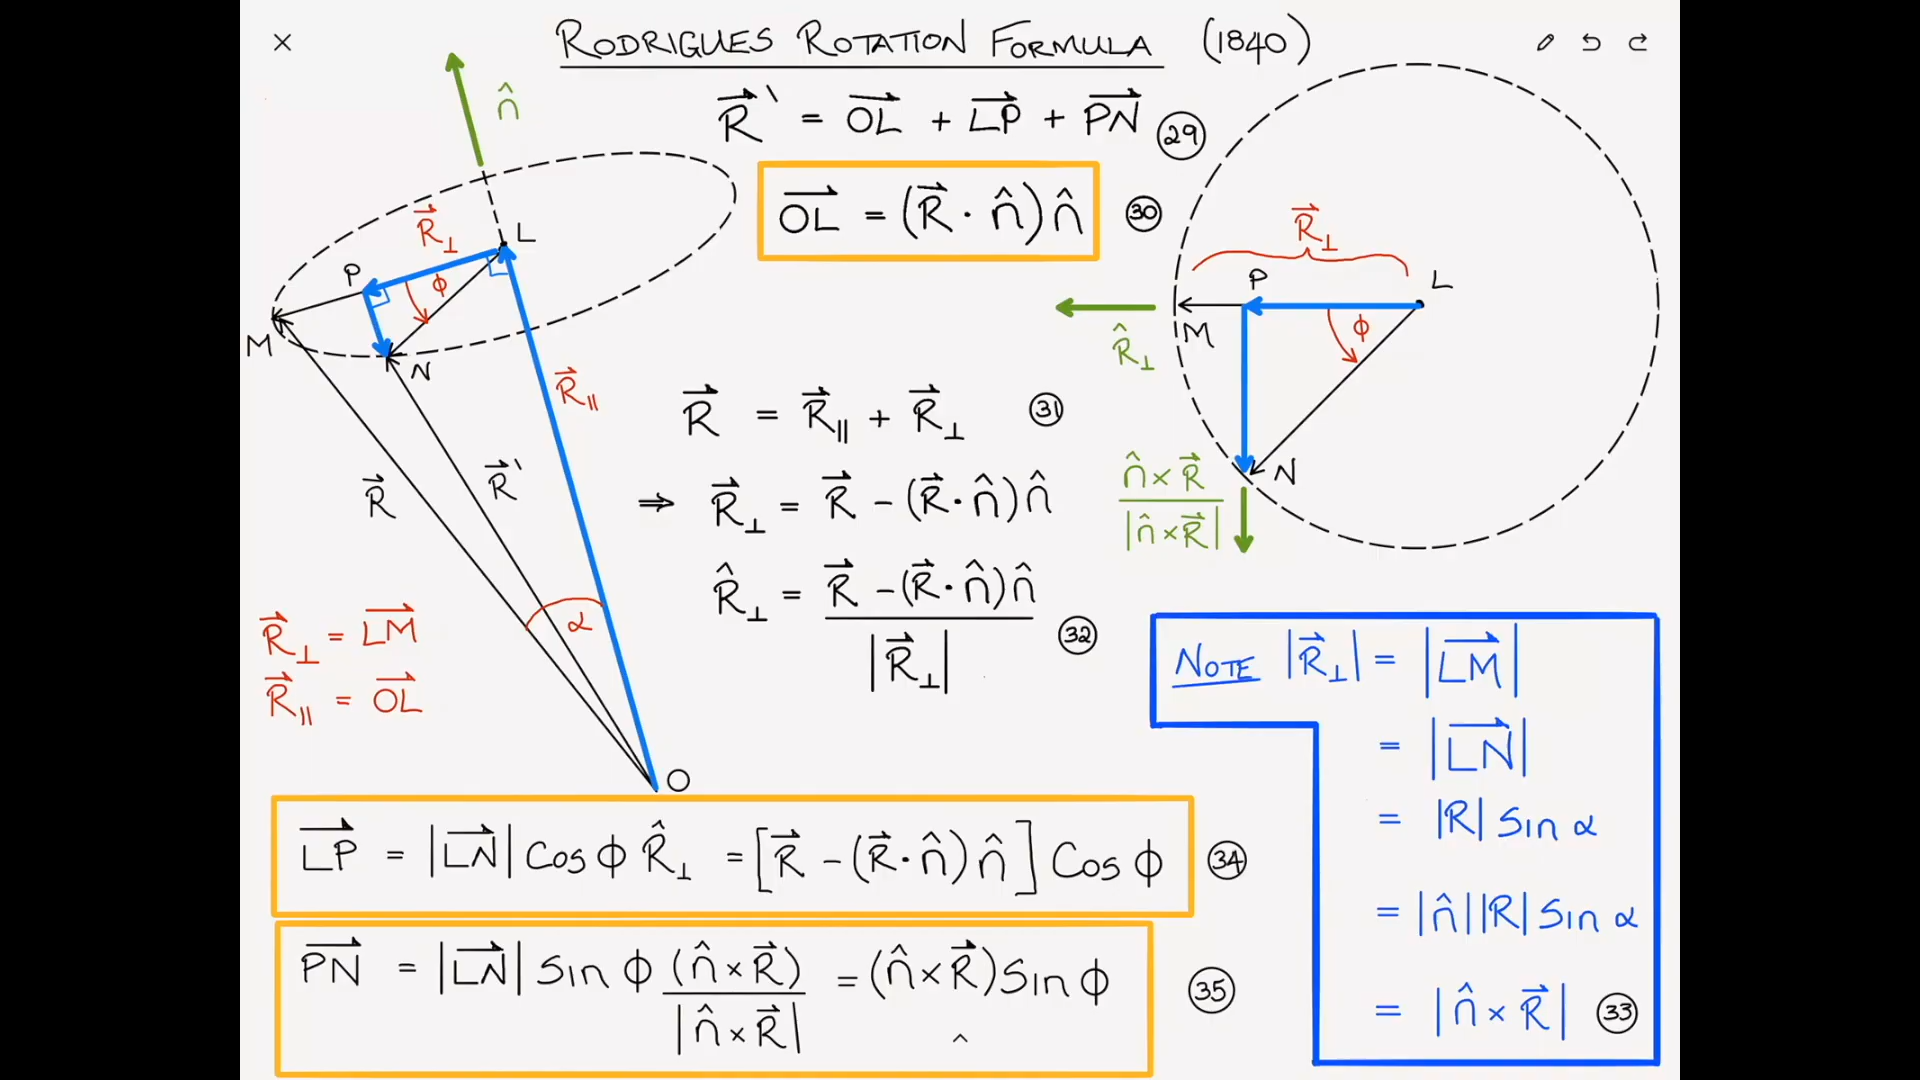 RODRIGUES ROTATION FORMULA (1840)
R⃗` = OL⃗ + LP⃗ + PN⃗ (29)
OL⃗ = (R⃗ · n̂) n̂ (30)
n̂
R⃗⊥
L
P
ϕ
M
N
R⃗∥
R⃗
R⃗`
α
O
R⃗⊥ = LM⃗
R⃗∥ = OL⃗
R⃗ = R⃗∥ + R⃗⊥ (31)
⇒ R⃗⊥ = R⃗ − (R⃗ · n̂) n̂
R̂⊥ = R⃗ − (R⃗ · n̂) n̂ / |R⃗⊥| (32)
R⃗⊥
P
L
M
ϕ
R̂⊥
N
n̂ × R⃗
|n̂ × R⃗|
NOTE |R⃗⊥| = |LM⃗|
= |LN⃗|
= |R| Sin α
= |n̂| |R| Sin α
= |n̂ × R⃗| (33)
LP⃗ = |LN⃗| Cos ϕ R̂⊥ = [R⃗ − (R⃗ · n̂) n̂] Cos ϕ (34)
PN⃗ = |LN⃗| Sin ϕ (n̂ × R⃗) / |n̂ × R⃗| = (n̂ × R⃗) Sin ϕ (35)